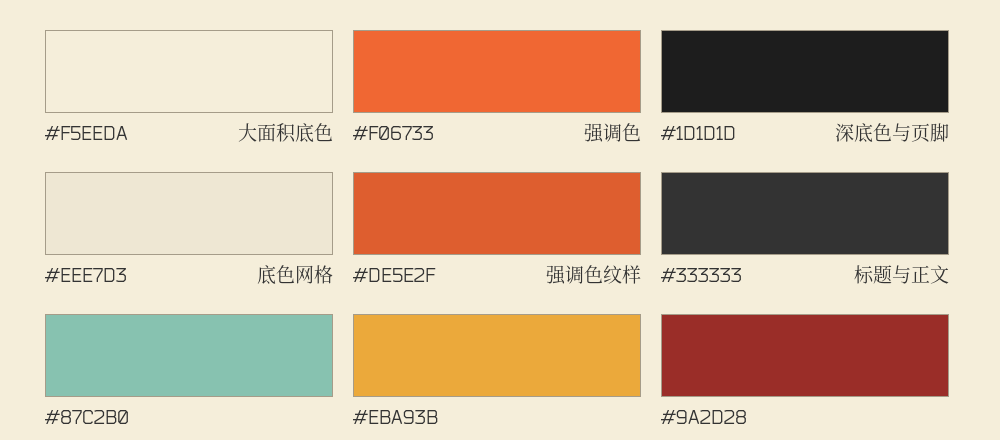 #F5EEDA 大面积底色 #F06733 强调色 #1D1D1D 深底色与页脚
#EEE7D3 底色网格 #DE5E2F 强调色纹样 #333333 标题与正文
#87C2B0 #EBA93B #9A2D28